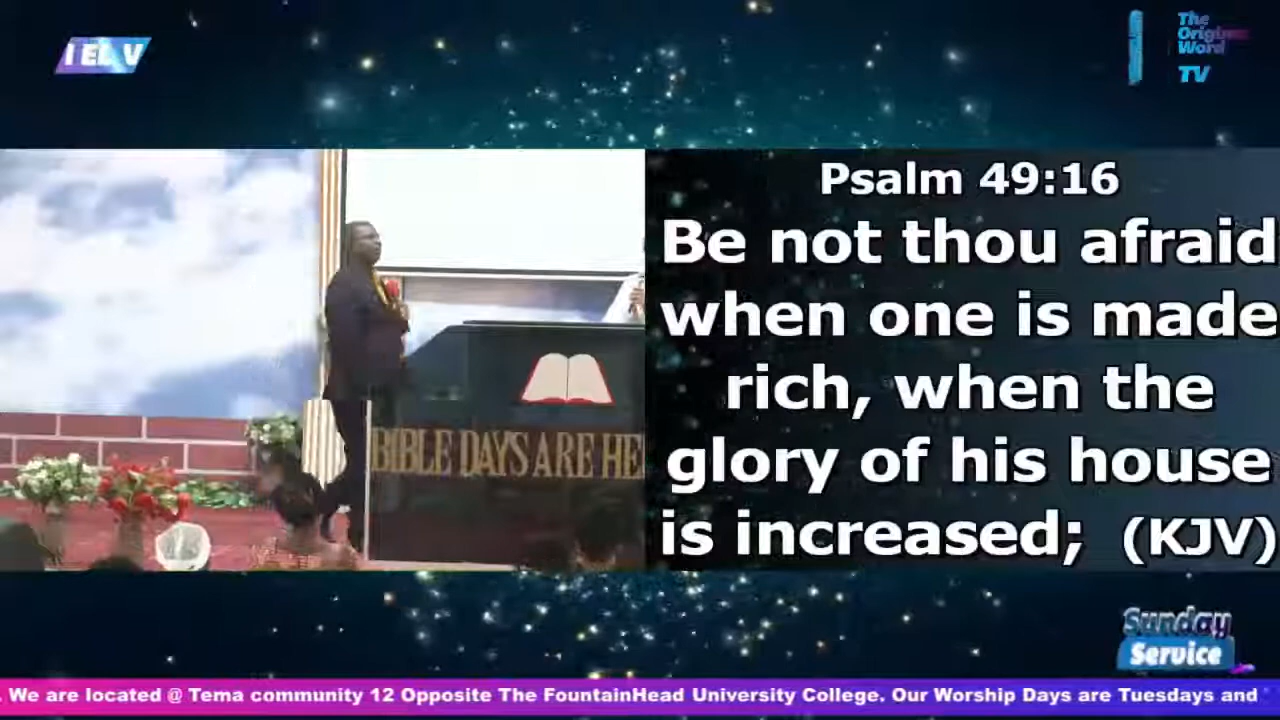 The
Original
Word
TV
Psalm 49:16
Be not thou afraid
when one is made
rich, when the
glory of his house
is increased; (KJV)
BIBLE DAYS ARE HE
Sunday
Service
. We are located @ Tema community 12 Opposite The FountainHead University College. Our Worship Days are Tuesdays and